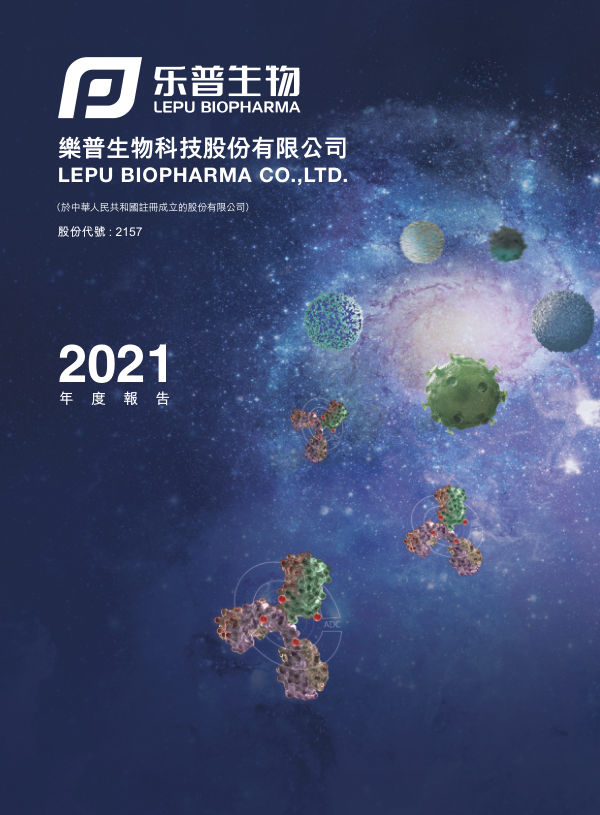 乐普生物
LEPU BIOPHARMA
樂普生物科技股份有限公司
LEPU BIOPHARMA CO.,LTD.
（於中華人民共和國註冊成立的股份有限公司）
股份代號 : 2157
2021
年度報告
ADC